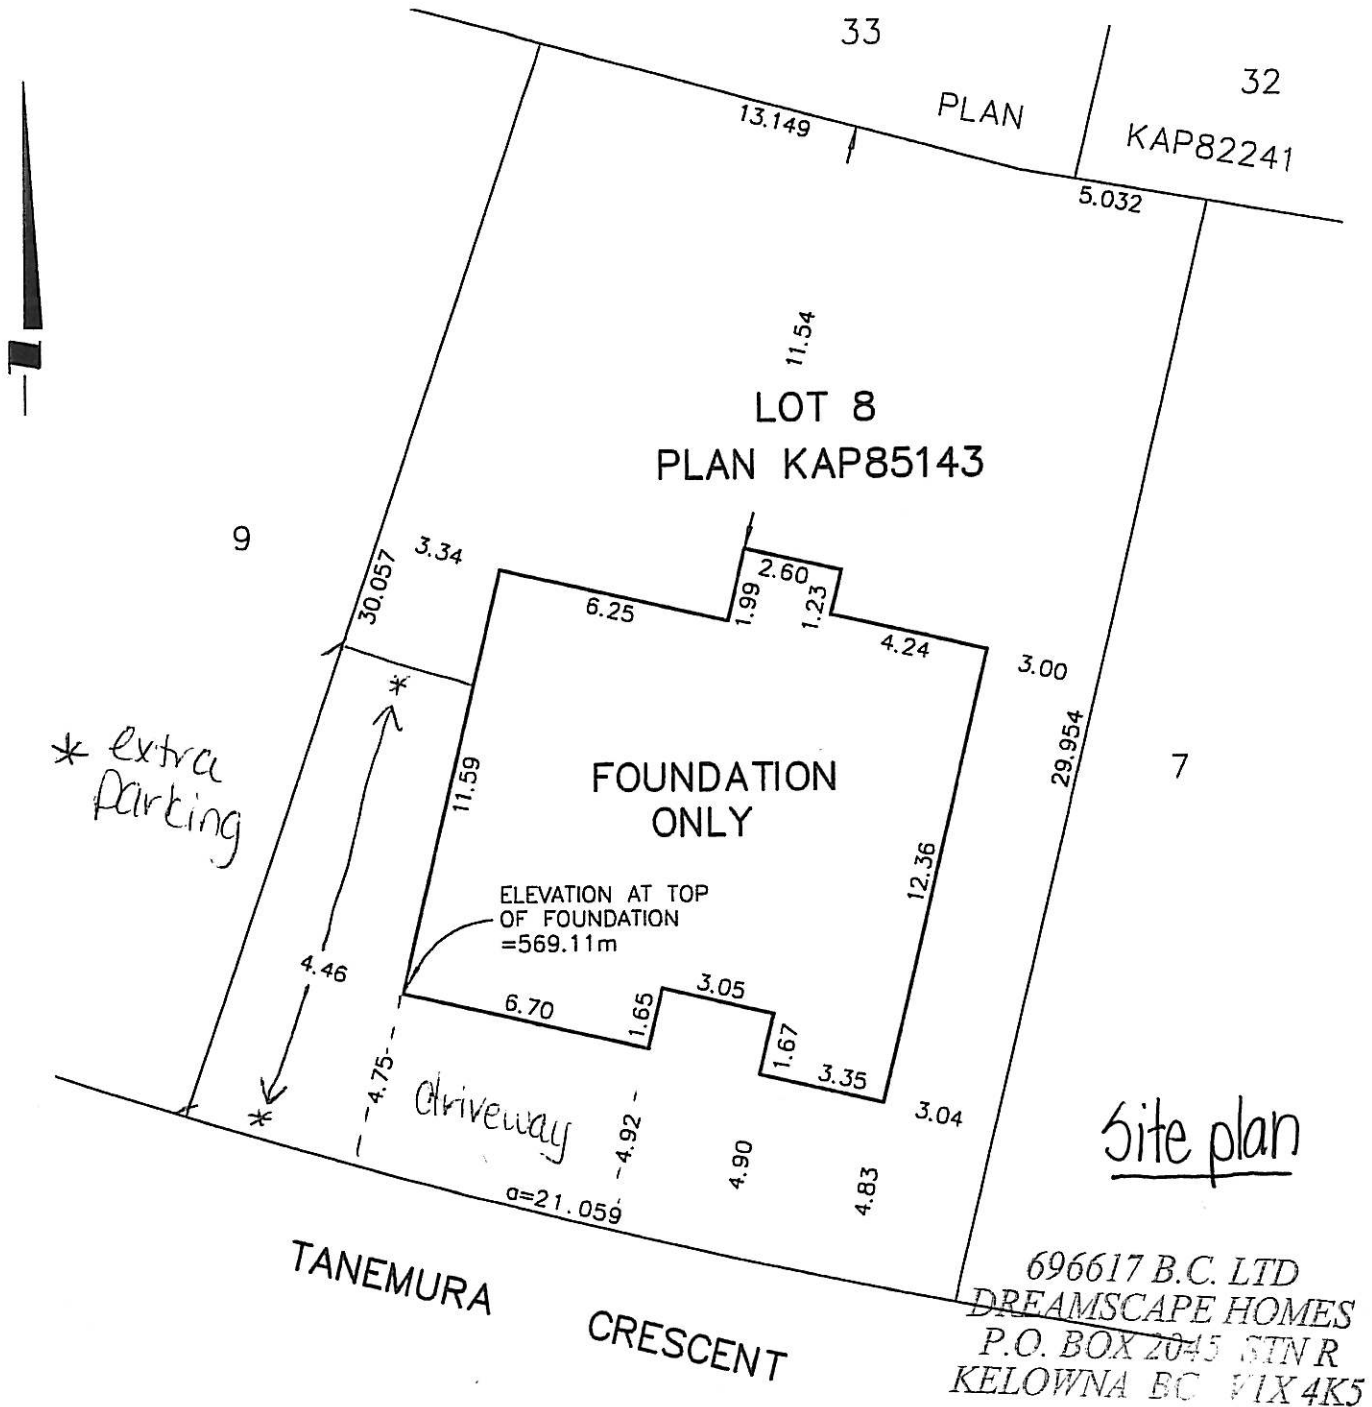 33
32
PLAN
KAP82241
13.149
5.032
11.54
LOT 8
PLAN KAP85143
9
3.34
30.057
2.60
6.25
1.99
1.23
4.24
3.00
* extra
parking
*
11.59
FOUNDATION
ONLY
29.954
7
12.36
ELEVATION AT TOP
OF FOUNDATION
=569.11m
4.46
6.70
1.65
3.05
1.67
3.35
3.04
*
4.75
driveway
4.92
4.90
4.83
a=21.059
site plan
TANEMURA CRESCENT
696617 B.C. LTD
DREAMSCAPE HOMES
P.O. BOX 2045 STN R
KELOWNA BC V1X 4K5